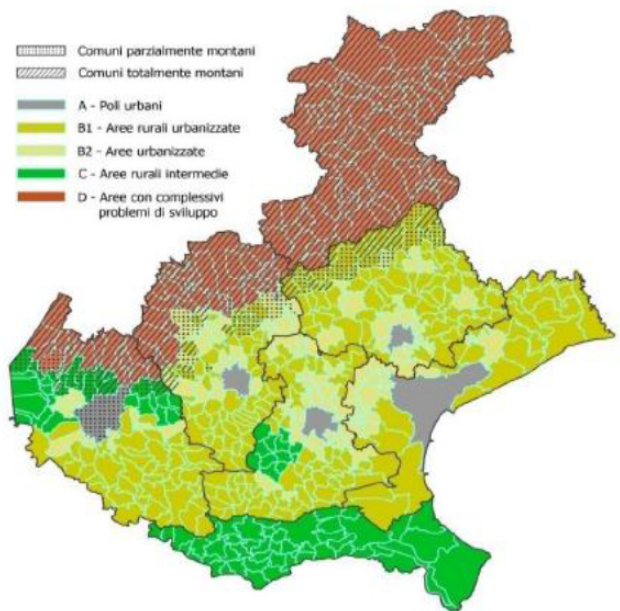 Comuni parzialmente montani
Comuni totalmente montani
A - Poli urbani
B1 - Aree rurali urbanizzate
B2 - Aree urbanizzate
C - Aree rurali intermedie
D - Aree con complessivi
problemi di sviluppo